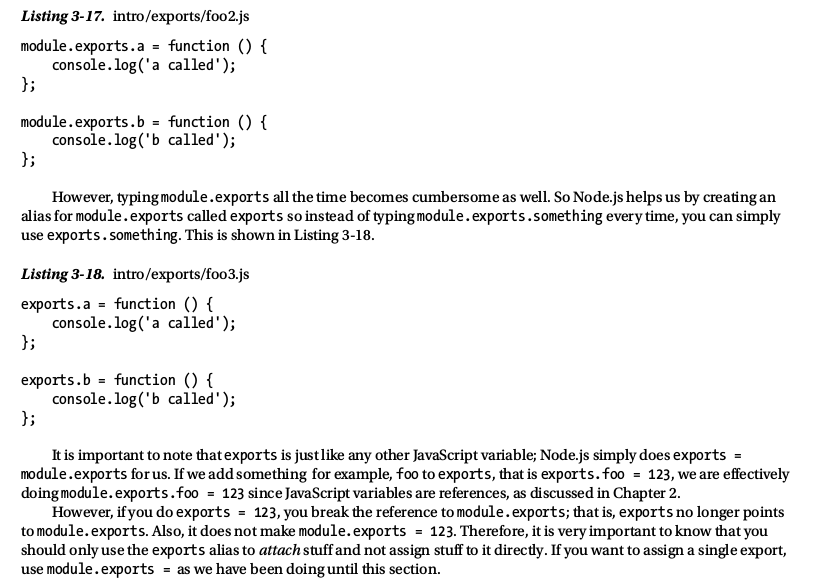 Listing 3-17. intro/exports/foo2.js
module.exports.a = function () {
    console.log('a called');
};
module.exports.b = function () {
    console.log('b called');
};
However, typing module.exports all the time becomes cumbersome as well. So Node.js helps us by creating an
alias for module.exports called exports so instead of typing module.exports.something every time, you can simply
use exports.something. This is shown in Listing 3-18.
Listing 3-18. intro/exports/foo3.js
exports.a = function () {
    console.log('a called');
};
exports.b = function () {
    console.log('b called');
};
It is important to note that exports is just like any other JavaScript variable; Node.js simply does exports =
module.exports for us. If we add something for example, foo to exports, that is exports.foo = 123, we are effectively
doing module.exports.foo = 123 since JavaScript variables are references, as discussed in Chapter 2.
However, if you do exports = 123, you break the reference to module.exports; that is, exports no longer points
to module.exports. Also, it does not make module.exports = 123. Therefore, it is very important to know that you
should only use the exports alias to attach stuff and not assign stuff to it directly. If you want to assign a single export,
use module.exports = as we have been doing until this section.